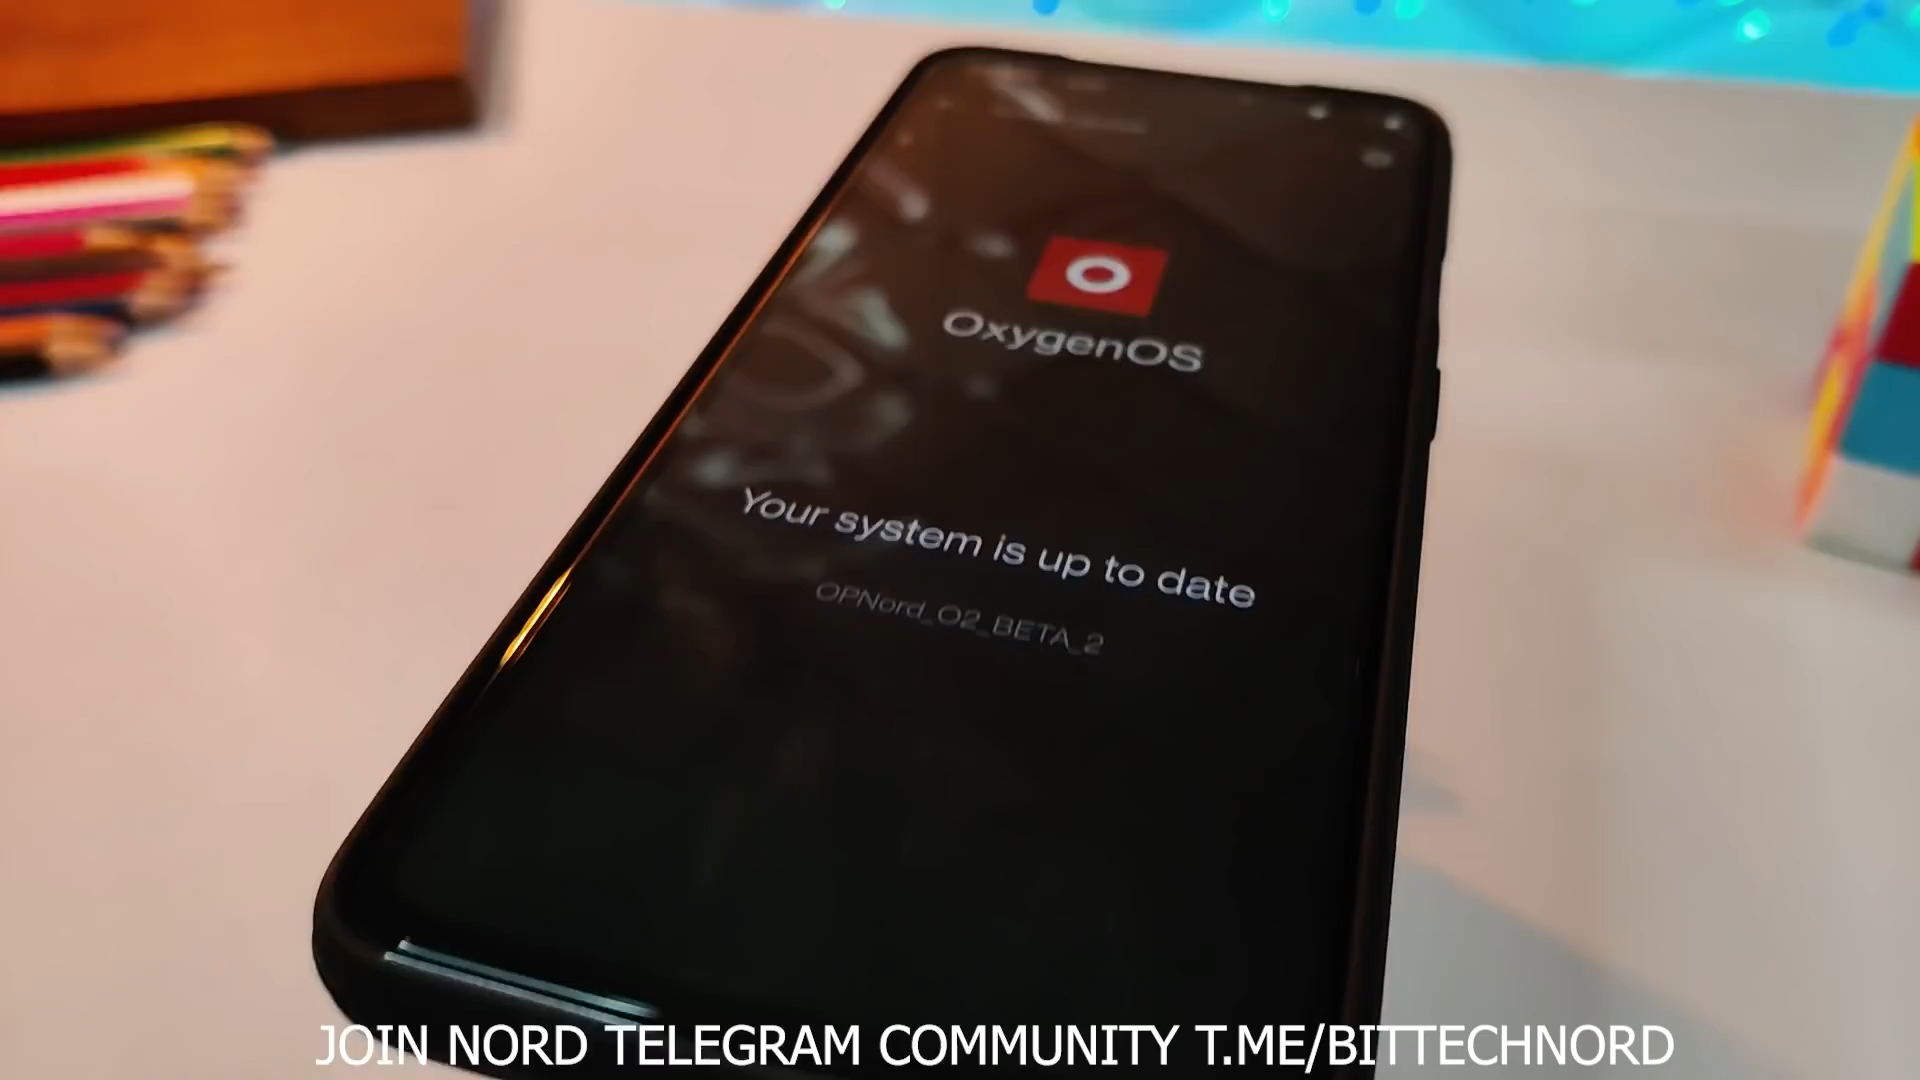 OxygenOS
Your system is up to date
OPNord_O2_BETA_2
JOIN NORD TELEGRAM COMMUNITY T.ME/BITTECHNORD